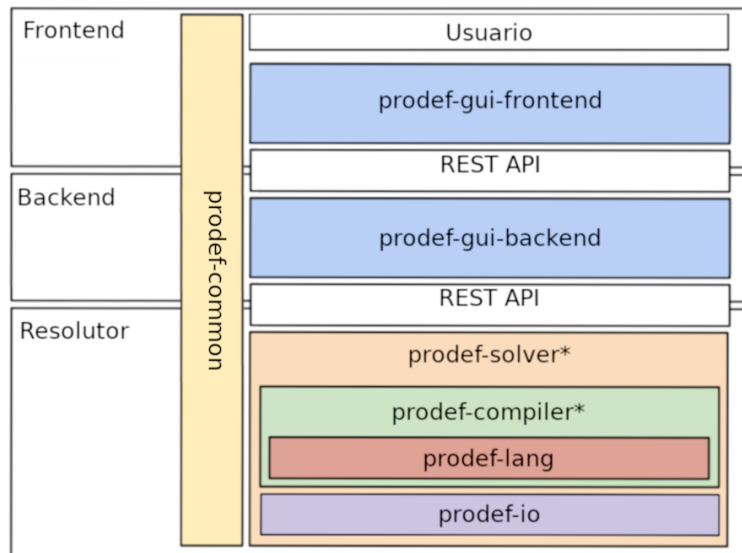 Frontend
Usuario
prodef-gui-frontend
REST API
Backend
prodef-common
prodef-gui-backend
REST API
Resolutor
prodef-solver*
prodef-compiler*
prodef-lang
prodef-io